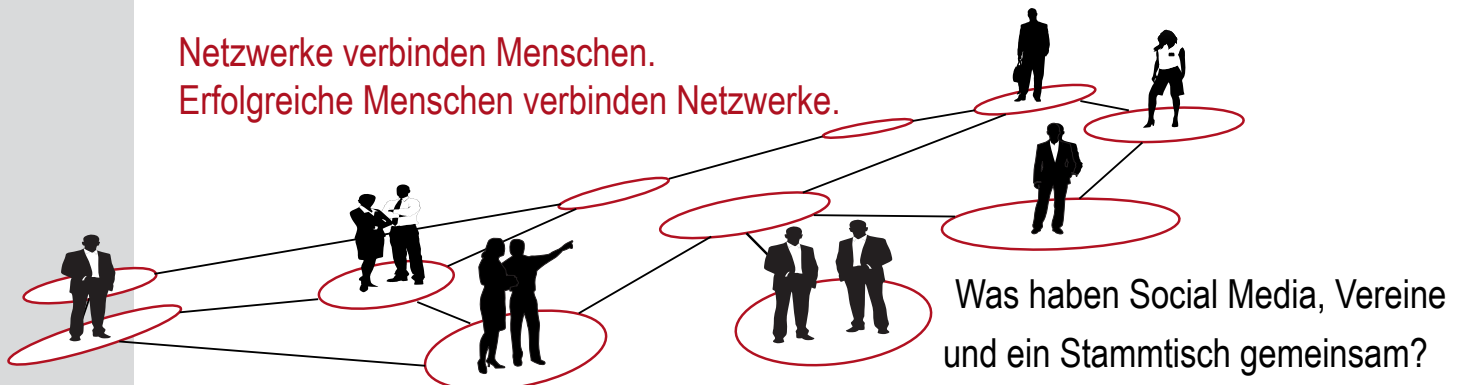 Netzwerke verbinden Menschen.
Erfolgreiche Menschen verbinden Netzwerke.
Was haben Social Media, Vereine
und ein Stammtisch gemeinsam?